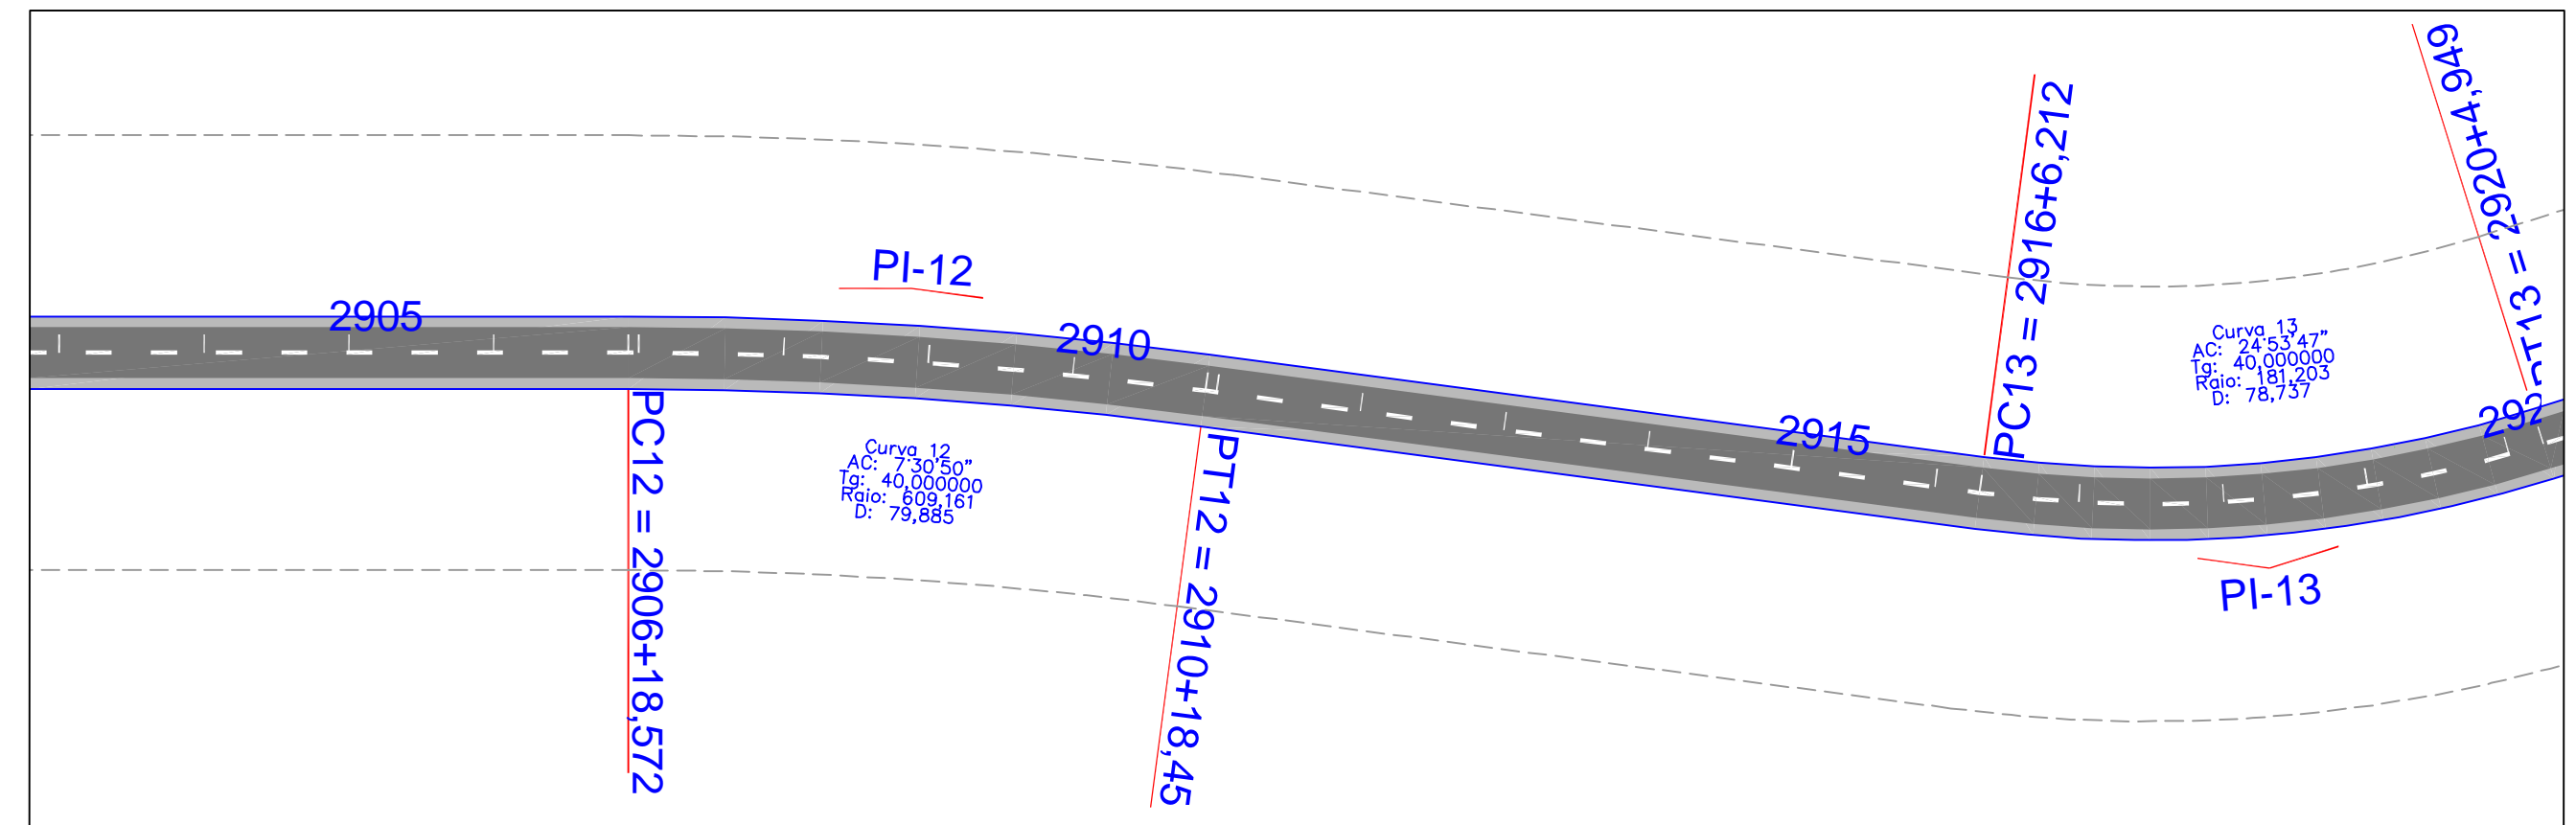 2905
PC12 = 2906+18,572
PI-12
Curva 12
AC: 7°30'50"
Tg: 40,000000
Raio: 609,161
D: 79,885
2910
PT12 = 2910+18,45
2915
PC13 = 2916+6,212
Curva 13
AC: 24°53'47"
Tg: 40,000000
Raio: 181,203
D: 78,737
PI-13
PT13 = 2920+4,949
292